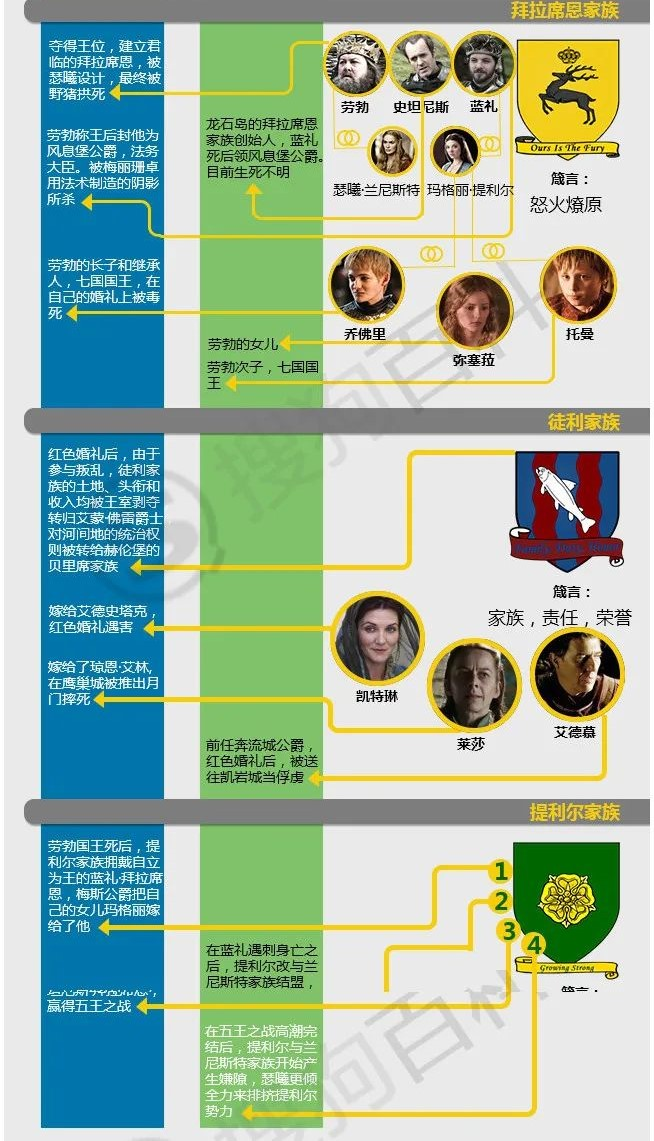 拜拉席恩家族
夺得王位，建立君
临的拜拉席恩，被
瑟曦设计，最终被
野猪拱死
劳勃称王后封他为
风息堡公爵，法务
大臣。被梅丽珊卓
用法术制造的阴影
所杀
劳勃的长子和继承
人，七国国王，在
自己的婚礼上被毒
死
龙石岛的拜拉席恩
家族创始人，蓝礼
死后领风息堡公爵。
目前生死不明
劳勃的女儿
劳勃次子，七国国
王
劳勃
史坦尼斯
蓝礼
瑟曦·兰尼斯特
玛格丽·提利尔
乔佛里
弥塞菈
托曼
Ours Is The Fury
箴言：
怒火燎原
徒利家族
红色婚礼后，由于
参与叛乱，徒利家
族的土地、头衔和
收入均被王室剥夺
转归艾蒙·佛雷爵士
对河间地的统治权
则被转给赫伦堡的
贝里席家族
嫁给艾德史塔克，
红色婚礼遇害
嫁给了琼恩·艾林,
在鹰巢城被推出月
门摔死
前任奔流城公爵，
红色婚礼后，被送
往凯岩城当俘虏
Family, Duty, Honor
箴言：
家族，责任，荣誉
凯特琳
莱莎
艾德慕
提利尔家族
劳勃国王死后，提
利尔家族拥戴自立
为王的蓝礼·拜拉席
恩，梅斯公爵把自
己的女儿玛格丽嫁
给了他
在蓝礼遇刺身亡之
后，提利尔改与兰
尼斯特家族结盟，
赢得五王之战
在五王之战高潮完
结后，提利尔与兰
尼斯特家族开始产
生嫌隙，瑟曦更倾
全力来排挤提利尔
势力
1
2
3
4
Growing Strong
箴言：
搜狗百科
搜狗百科